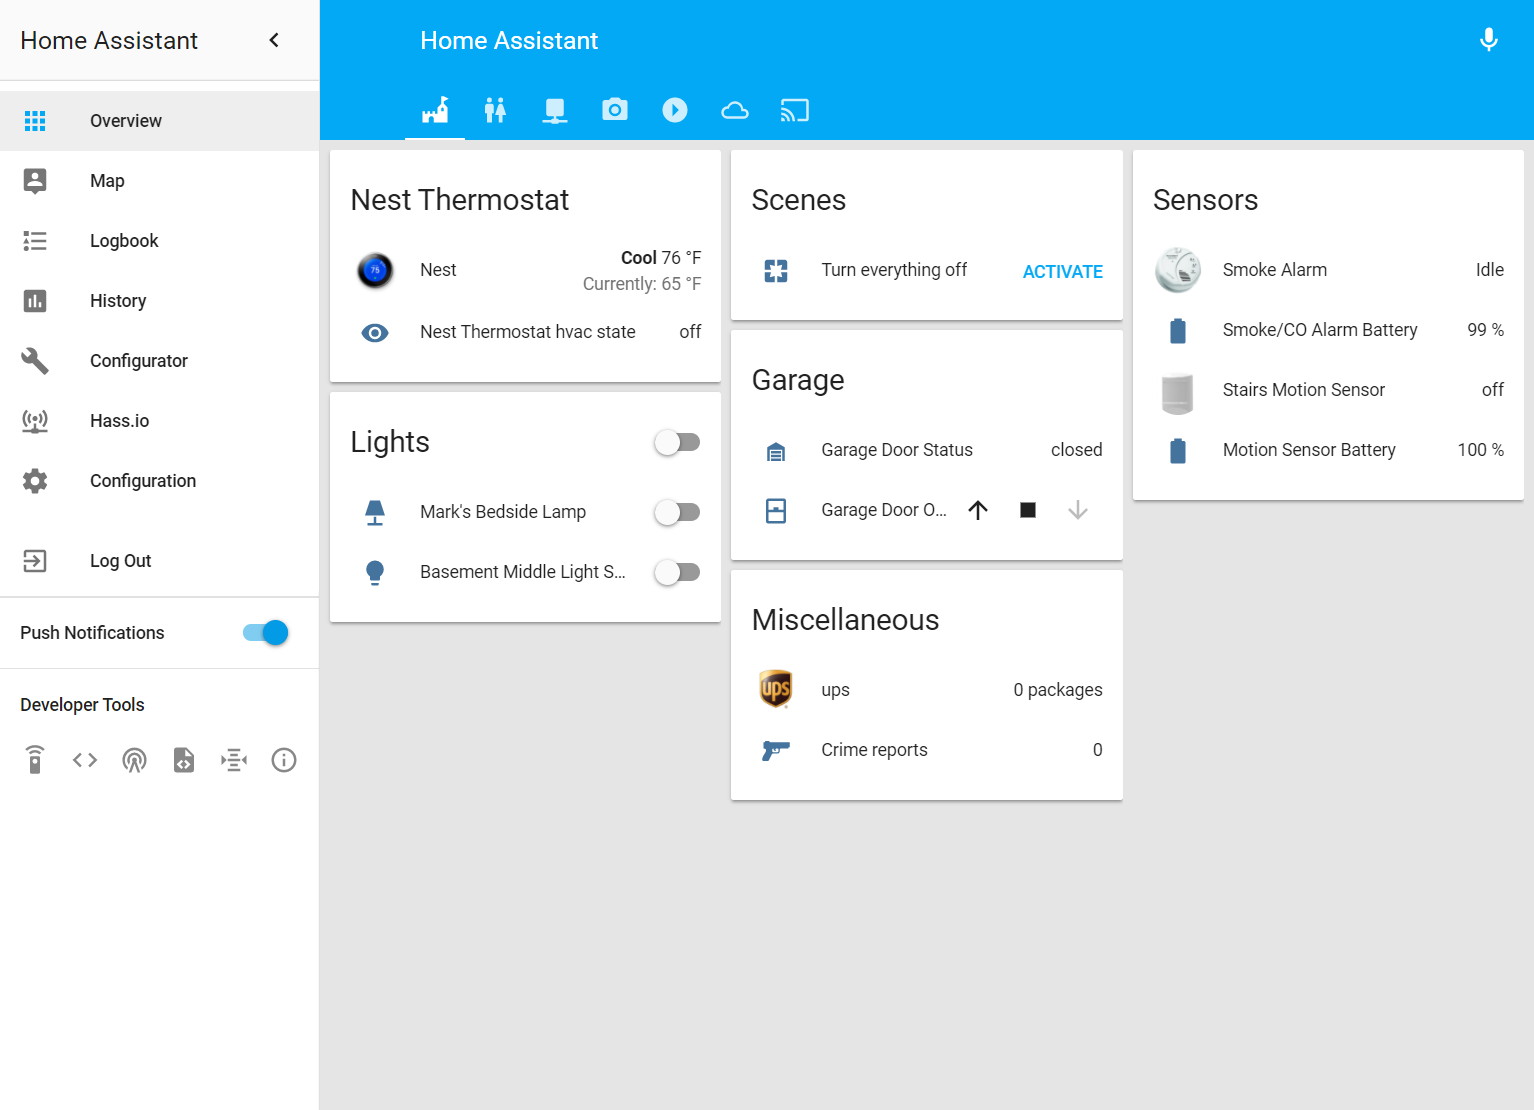 Home Assistant
Overview
Map
Logbook
History
Configurator
Hass.io
Configuration
Log Out
Push Notifications
Developer Tools
Home Assistant
Nest Thermostat
75
Nest
Cool 76 °F
Currently: 65 °F
Nest Thermostat hvac state off
Lights
Mark's Bedside Lamp
Basement Middle Light S...
Scenes
Turn everything off ACTIVATE
Garage
Garage Door Status closed
Garage Door O...
Miscellaneous
ups
ups 0 packages
Crime reports 0
Sensors
Smoke Alarm Idle
Smoke/CO Alarm Battery 99 %
Stairs Motion Sensor off
Motion Sensor Battery 100 %